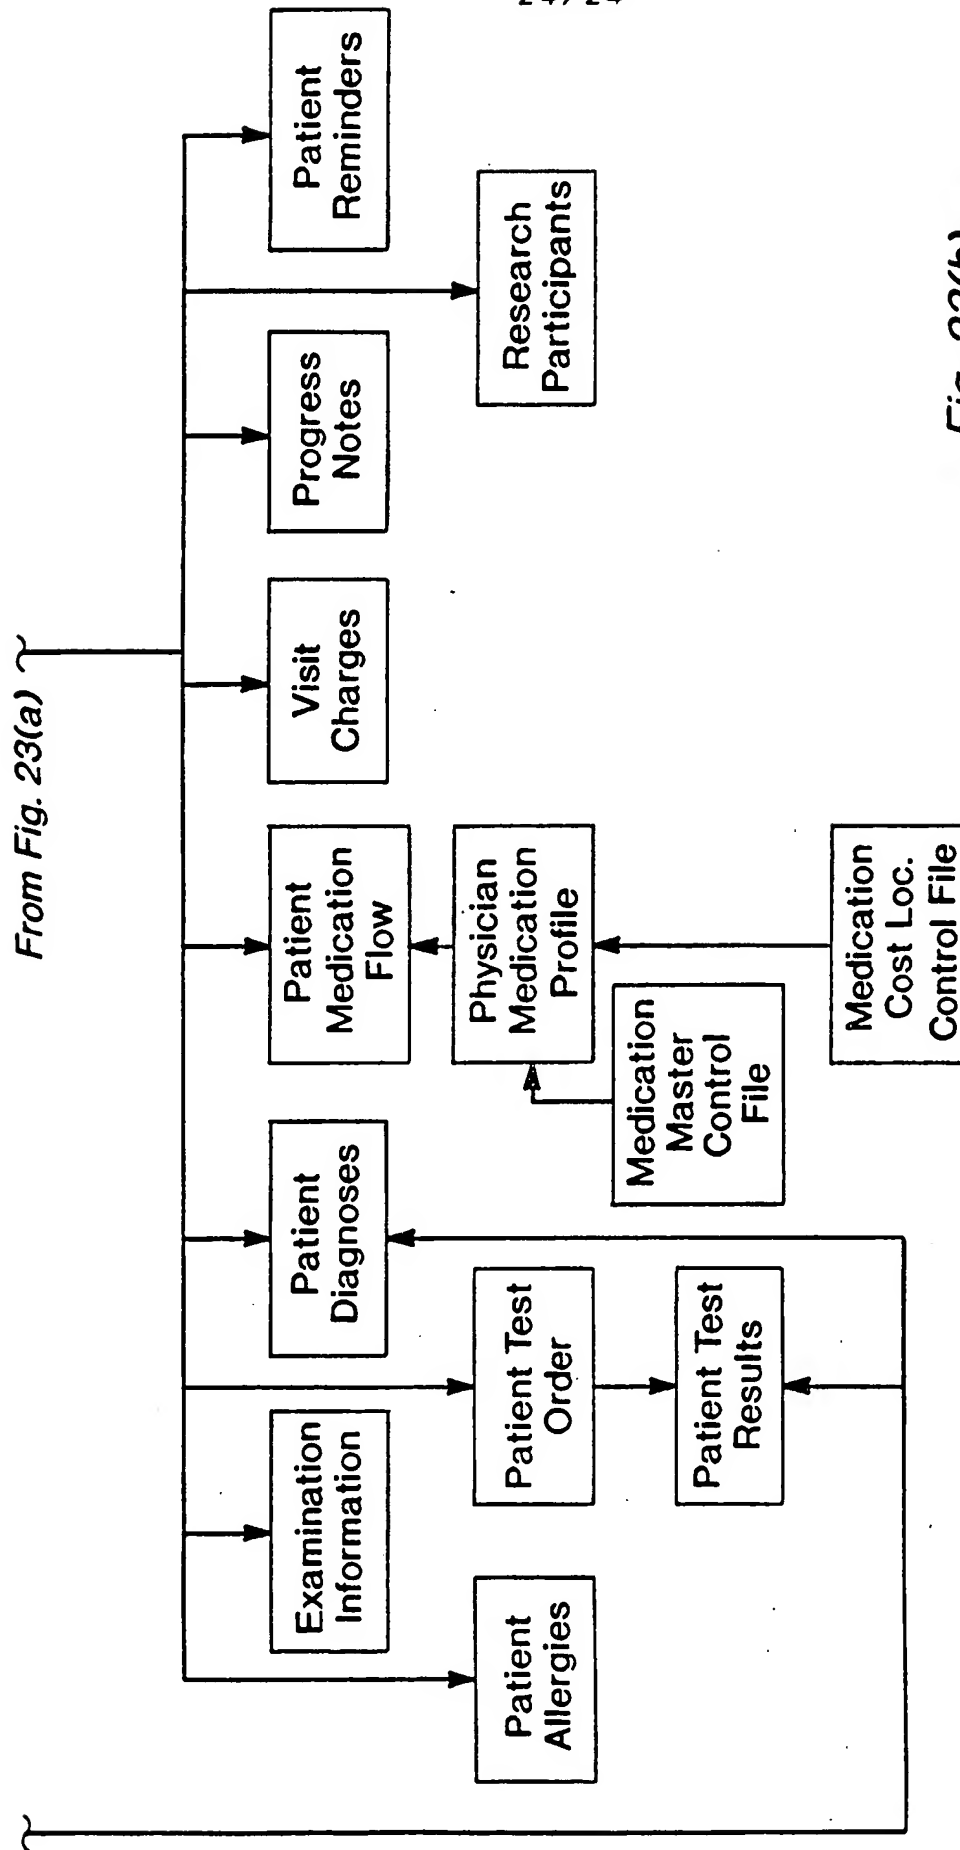 24/24
From Fig. 23(a)
Patient
Allergies
Examination
Information
Patient Test
Order
Patient Test
Results
Patient
Diagnoses
Medication
Master
Control
File
Patient
Medication
Flow
Physician
Medication
Profile
Medication
Cost Loc.
Control File
Visit
Charges
Progress
Notes
Research
Participants
Patient
Reminders